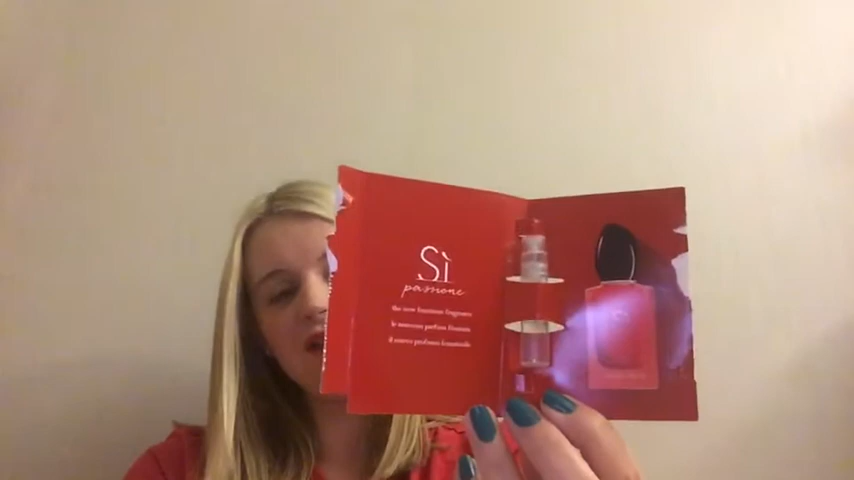 Sì
passione
the new feminine fragrance
le nouveau parfum féminin
il nuovo profumo femminile